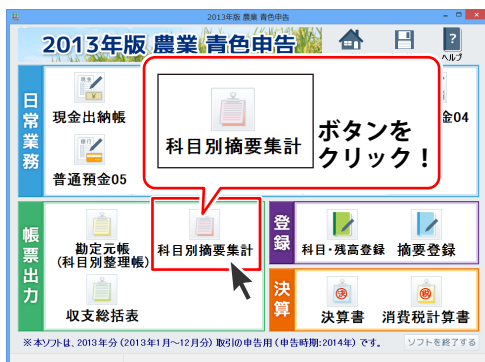 2013年版 農業 青色申告
2013年版 農業 青色申告
?
ヘルプ
日常業務
現金
現金出納帳
金04
銀行
普通預金05
科目別摘要集計
ボタンを
クリック！
帳票出力
勘定元帳
(科目別整理帳)
科目別摘要集計
収支総括表
登録
科目・残高登録
摘要登録
決算
決
決算書
税
消費税計算書
※本ソフトは、2013年分（2013年1月～12月分）取引の申告用（申告時期:2014年）です。
ソフトを終了する